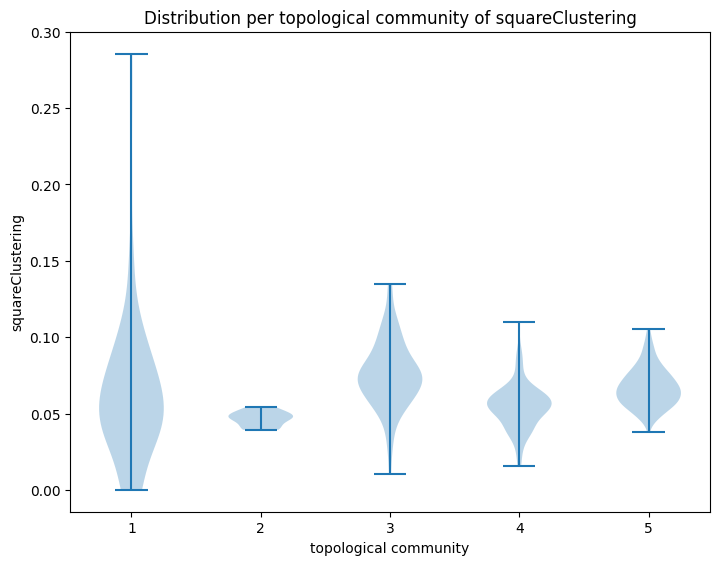 Distribution per topological community of squareClustering
0.30
0.25
0.20
0.15
0.10
0.05
0.00
squareClustering
1 2 3 4 5
topological community